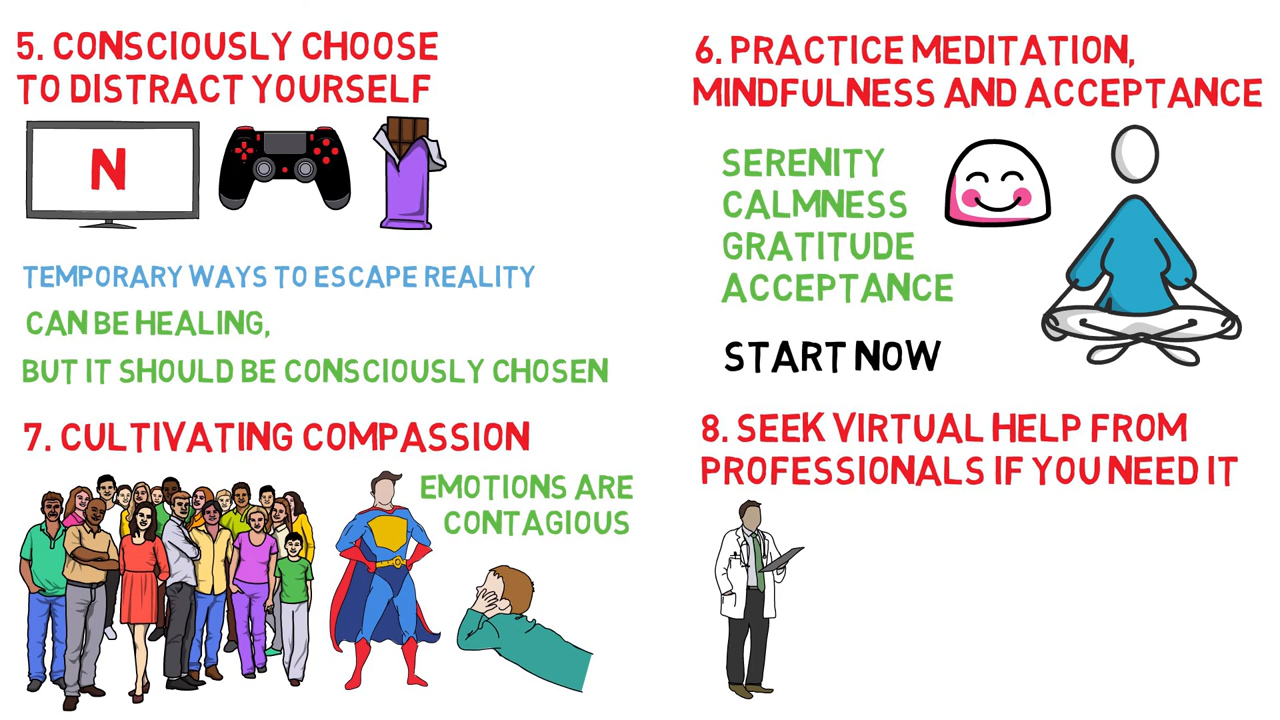 5. CONSCIOUSLY CHOOSE
TO DISTRACT YOURSELF
N
TEMPORARY WAYS TO ESCAPE REALITY
CAN BE HEALING,
BUT IT SHOULD BE CONSCIOUSLY CHOSEN
6. PRACTICE MEDITATION,
MINDFULNESS AND ACCEPTANCE
SERENITY
CALMNESS
GRATITUDE
ACCEPTANCE
START NOW
7. CULTIVATING COMPASSION
EMOTIONS ARE
CONTAGIOUS
8. SEEK VIRTUAL HELP FROM
PROFESSIONALS IF YOU NEED IT